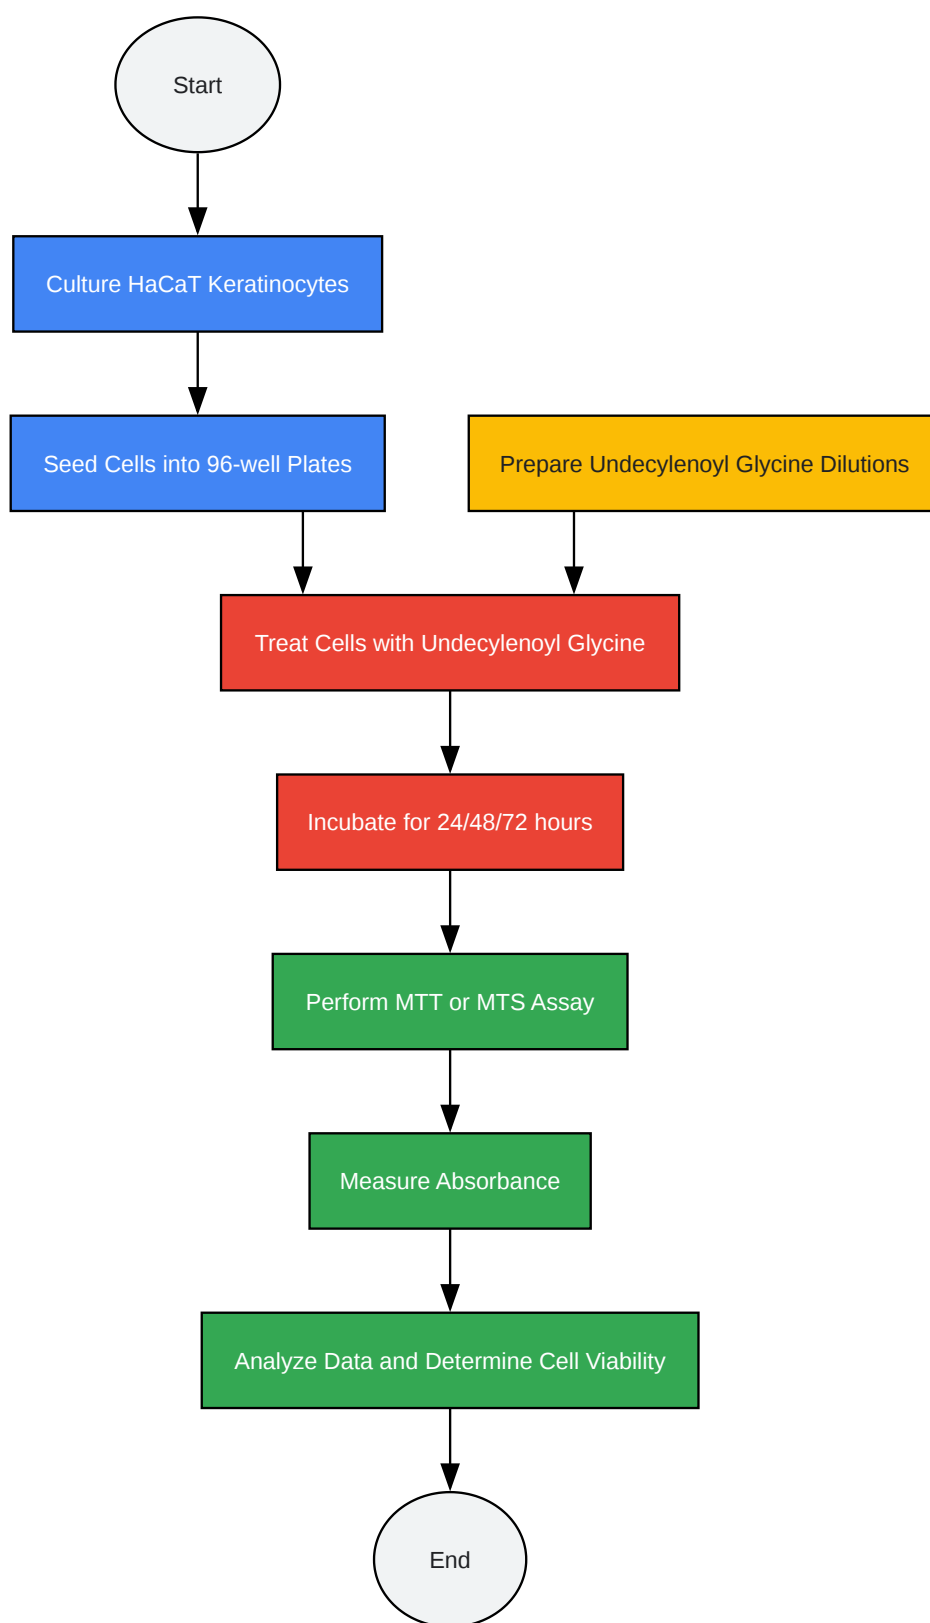 Start
Culture HaCaT Keratinocytes
Seed Cells into 96-well Plates
Prepare Undecylenoyl Glycine Dilutions
Treat Cells with Undecylenoyl Glycine
Incubate for 24/48/72 hours
Perform MTT or MTS Assay
Measure Absorbance
Analyze Data and Determine Cell Viability
End